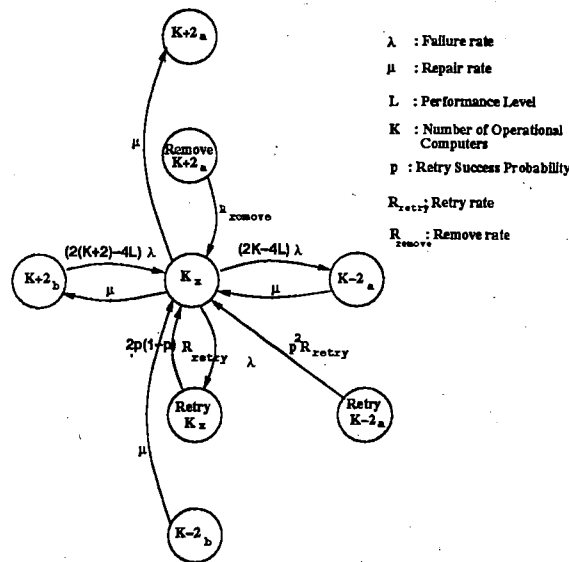 K+2a
λ : Failure rate
μ : Repair rate
L : Performance Level
K : Number of Operational
Computers
p : Retry Success Probability
Rretry : Retry rate
Rremove : Remove rate
μ
Remove
K+2a
Rremove
(2(K+2)-4L) λ
(2K-4L) λ
K+2b
Kx
K-2a
μ
μ
2p(1-p) Rretry
λ
p2Rretry
Retry
Kx
Retry
K-2a
μ
K-2b